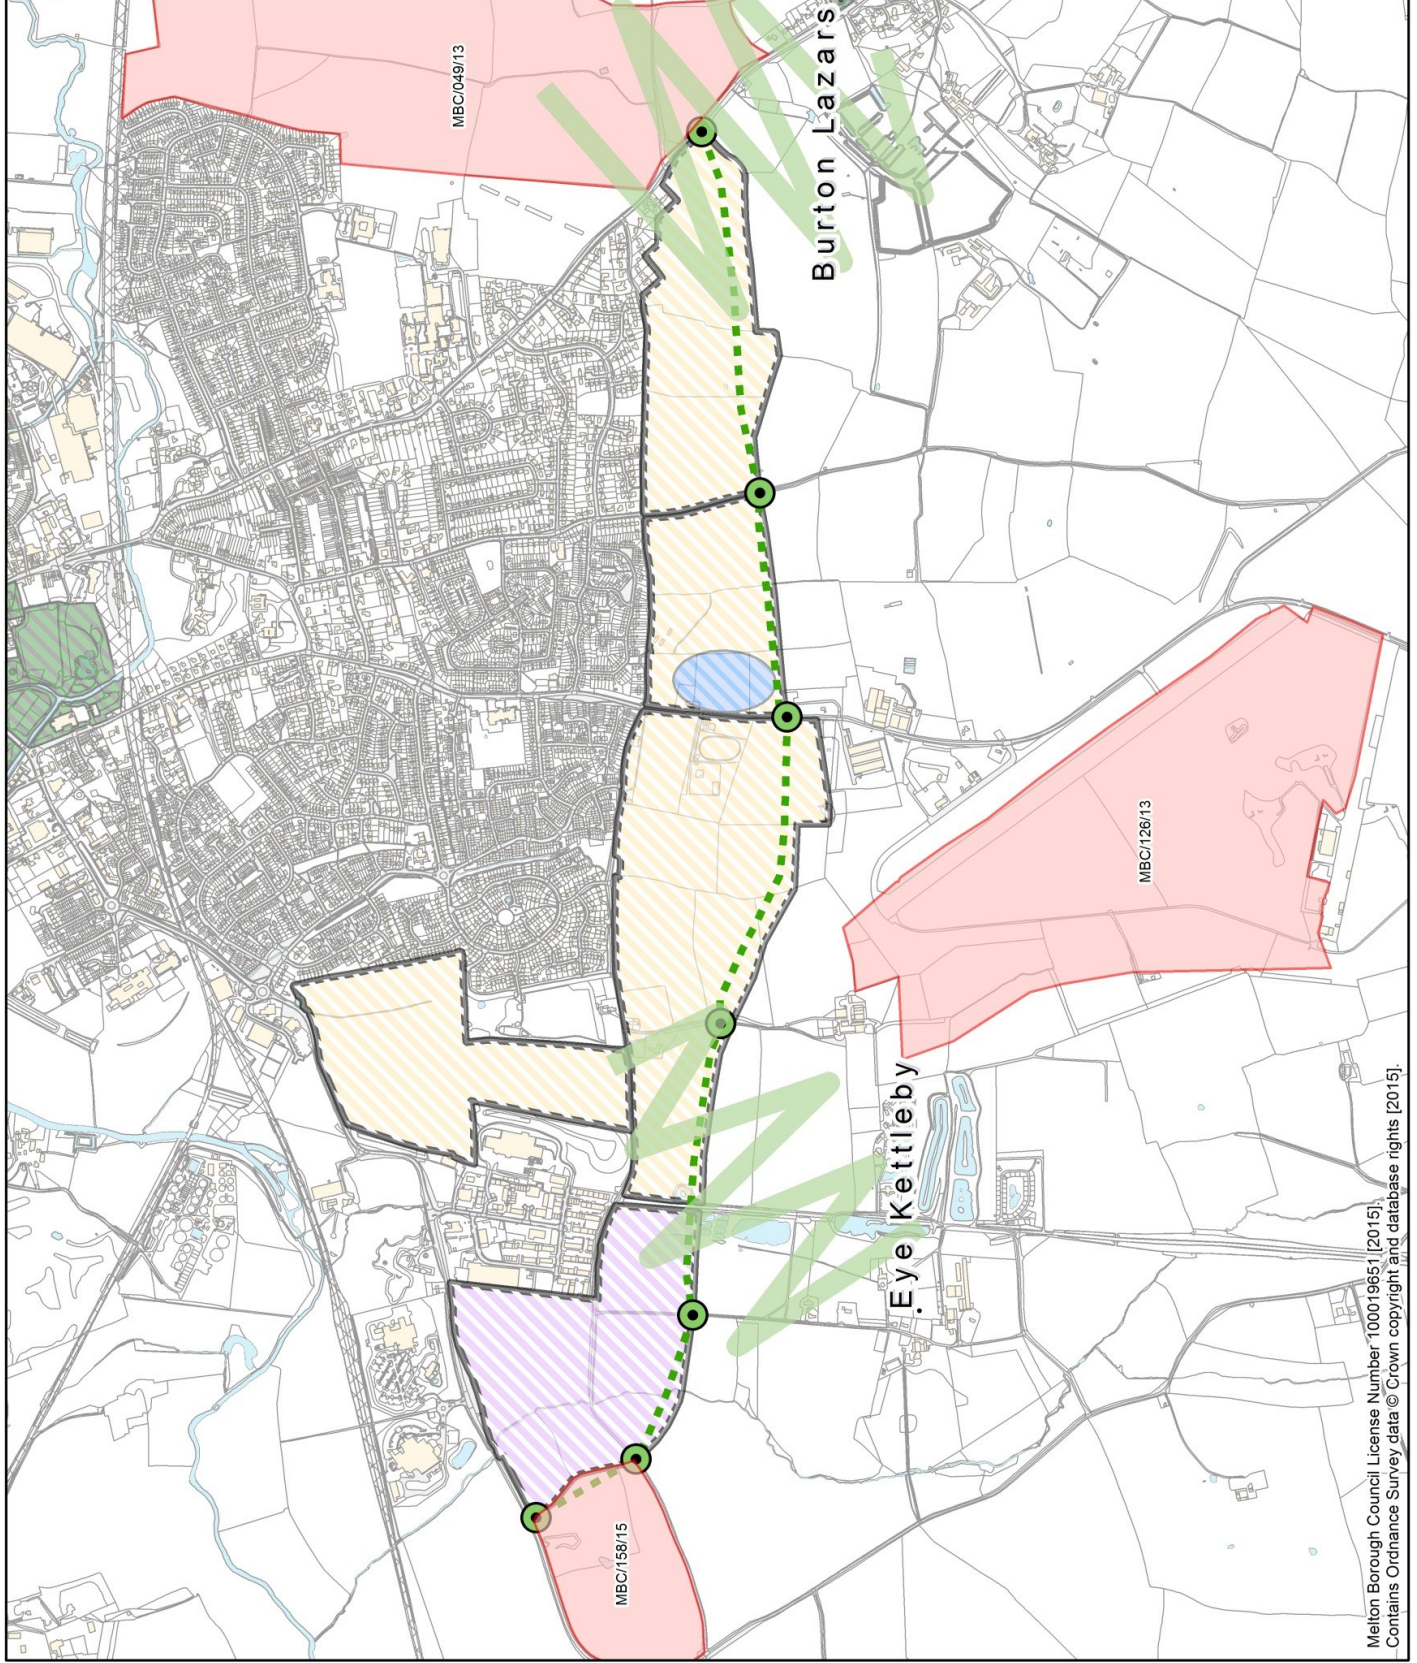 MBC/158/15
MBC/049/13
Burton Lazars
MBC/126/13
Eye Kettleby
Melton Borough Council License Number 100019651 [2015].
Contains Ordnance Survey data © Crown copyright and database rights [2015].